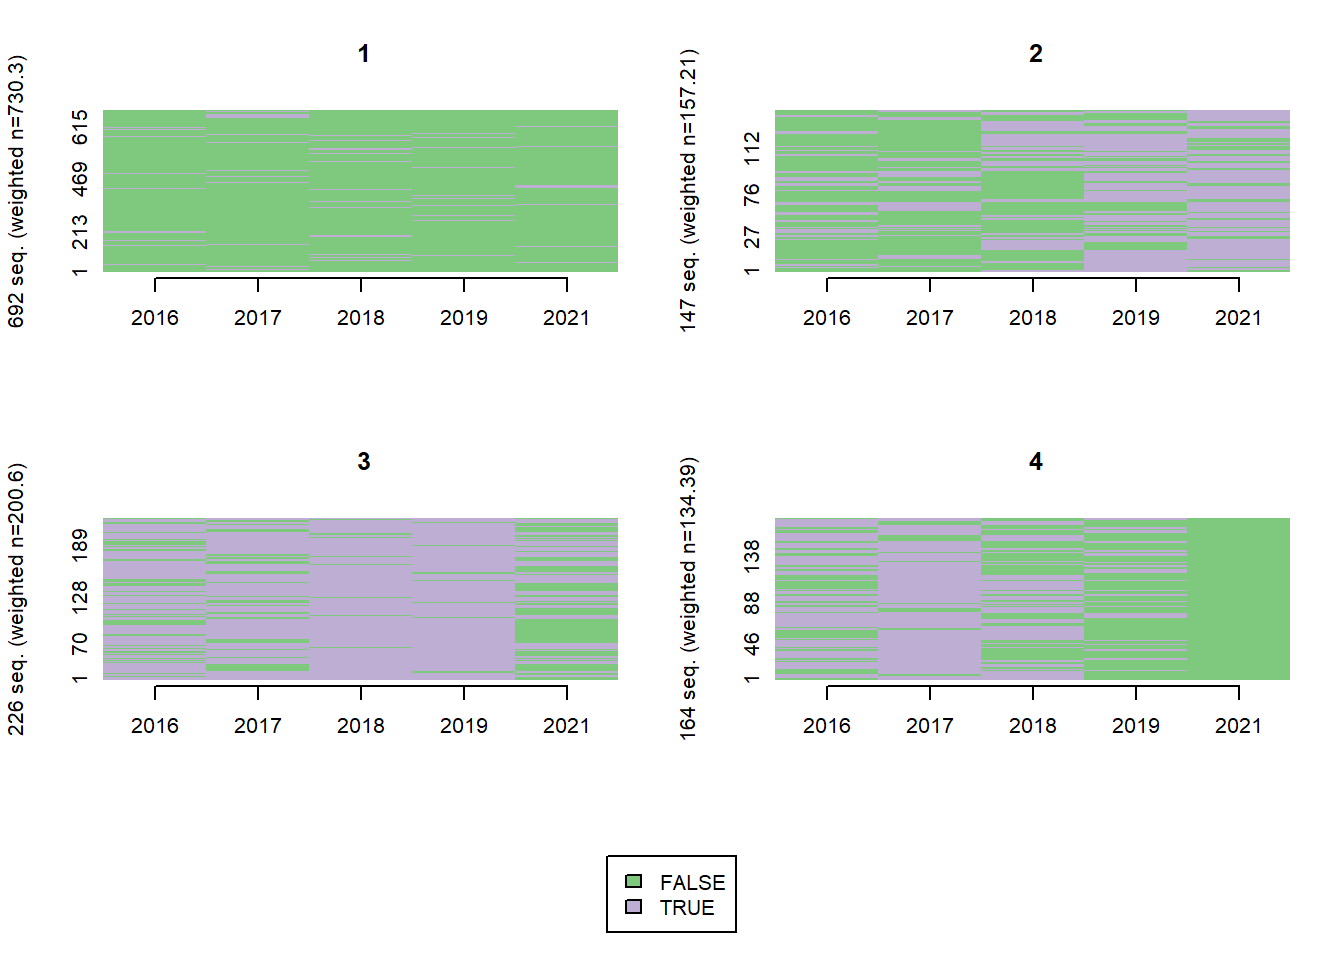 1
692 seq. (weighted n=730.3)
615
469
213
1
2016 2017 2018 2019 2021
2
147 seq. (weighted n=157.21)
112
76
27
1
2016 2017 2018 2019 2021
3
226 seq. (weighted n=200.6)
189
128
70
1
2016 2017 2018 2019 2021
4
164 seq. (weighted n=134.39)
138
88
46
1
2016 2017 2018 2019 2021
FALSE
TRUE